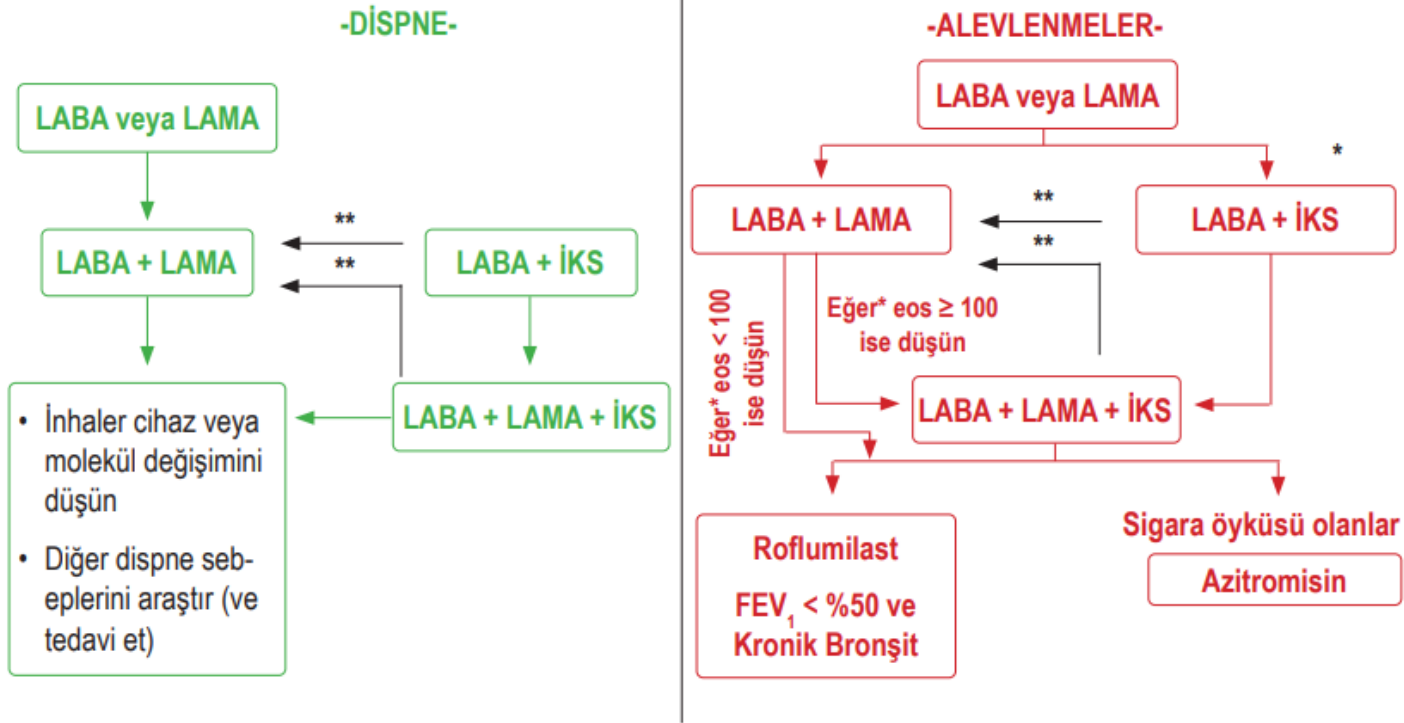 -DİSPNE-
LABA veya LAMA
LABA + LAMA
**
**
LABA + İKS
• İnhaler cihaz veya
molekül değişimini
düşün
• Diğer dispne seb-
eplerini araştır (ve
tedavi et)
LABA + LAMA + İKS
-ALEVLENMELER-
LABA veya LAMA
*
LABA + LAMA
**
**
LABA + İKS
Eğer* eos < 100
ise düşün
Eğer* eos ≥ 100
ise düşün
LABA + LAMA + İKS
Roflumilast
FEV₁ < %50 ve
Kronik Bronşit
Sigara öyküsü olanlar
Azitromisin